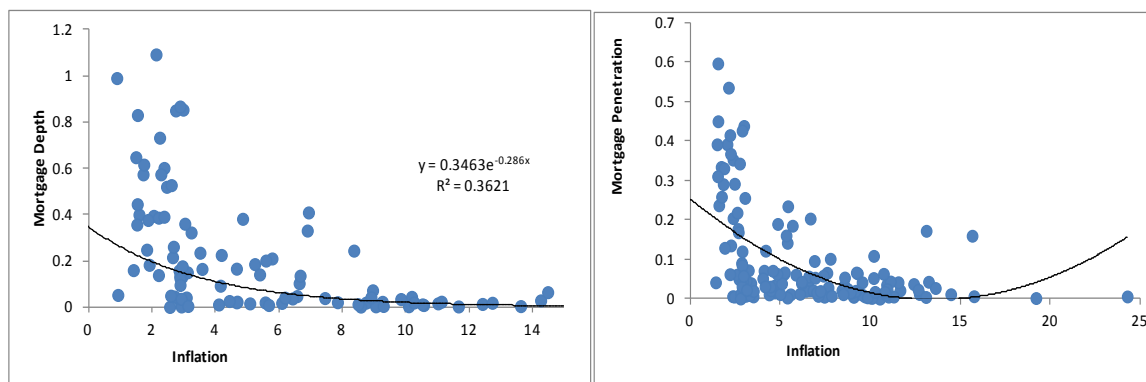 1.2
1
0.8
0.6
0.4
0.2
0
0 2 4 6 8 10 12 14
Mortgage Depth
Inflation
y = 0.3463e^-0.286x
R² = 0.3621
0.7
0.6
0.5
0.4
0.3
0.2
0.1
0
0 5 10 15 20 25
Mortgage Penetration
Inflation